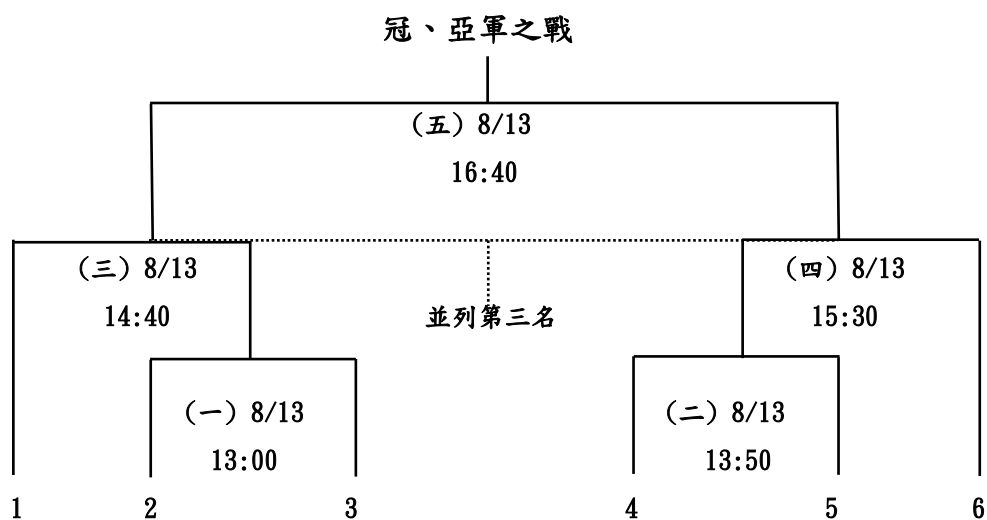 冠、亞軍之戰
（五）8/13
16:40
（三）8/13
14:40
並列第三名
（四）8/13
15:30
（一）8/13
13:00
（二）8/13
13:50
1 2 3 4 5 6